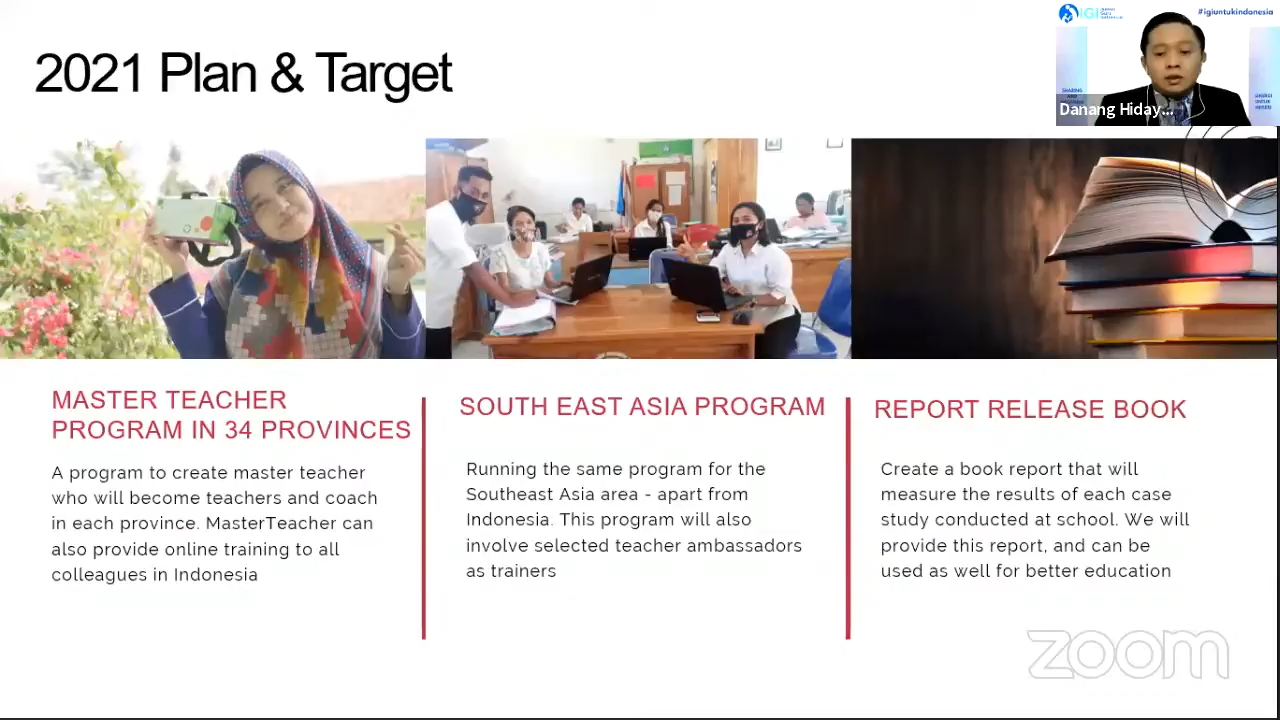 IGI
#igiuntukindonesia
2021 Plan & Target
Danang Hiday...
MASTER TEACHER
PROGRAM IN 34 PROVINCES
A program to create master teacher
who will become teachers and coach
in each province. MasterTeacher can
also provide online training to all
colleagues in Indonesia
SOUTH EAST ASIA PROGRAM
Running the same program for the
Southeast Asia area - apart from
Indonesia. This program will also
involve selected teacher ambassadors
as trainers
REPORT RELEASE BOOK
Create a book report that will
measure the results of each case
study conducted at school. We will
provide this report, and can be
used as well for better education
zoom